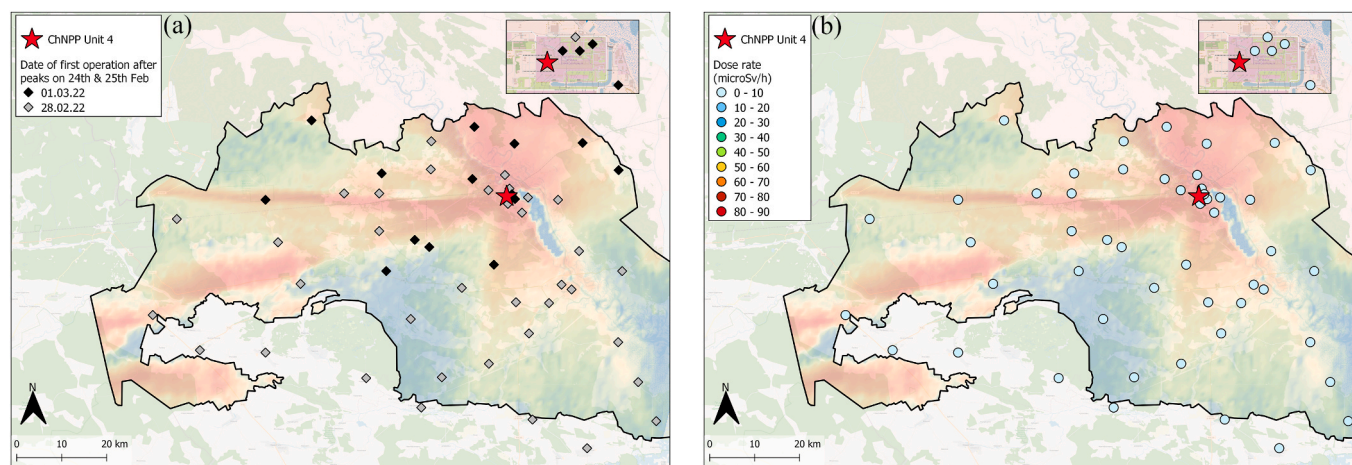 (a)
ChNPP Unit 4
Date of first operation after
peaks on 24th & 25th Feb
01.03.22
28.02.22
N
0 10 20 km
(b)
ChNPP Unit 4
Dose rate
(microSv/h)
0 - 10
10 - 20
20 - 30
30 - 40
40 - 50
50 - 60
60 - 70
70 - 80
80 - 90
N
0 10 20 km